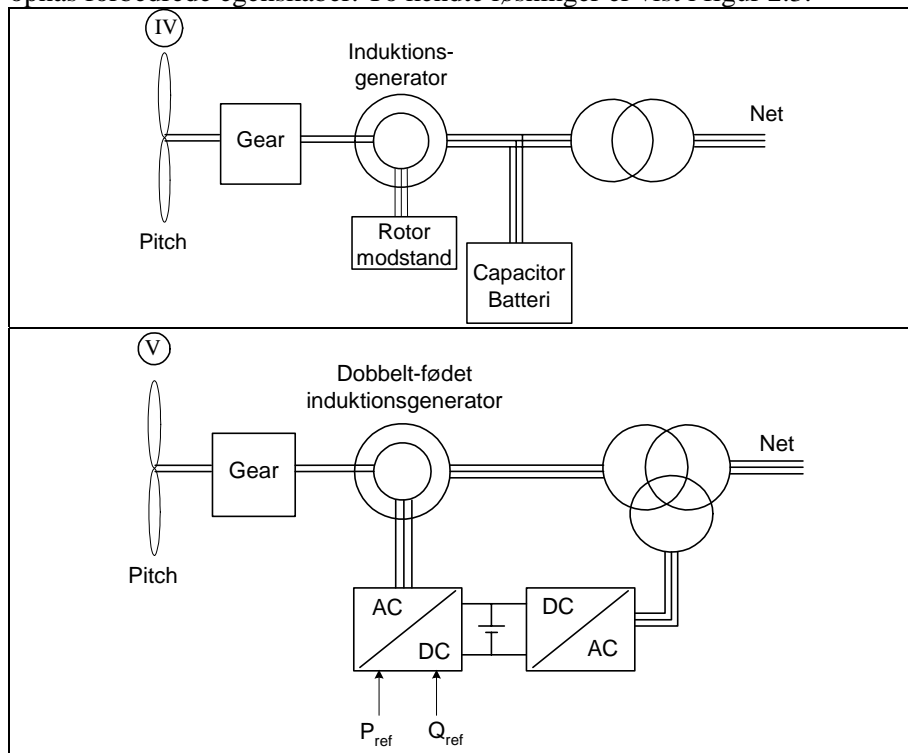 opnås forbedrede egenskaber. To kendte løsninger er vist i figur 2.3.
IV
Induktions-
generator
Net
Gear
Rotor
modstand
Pitch
Capacitor
Batteri
V
Dobbelt-fødet
induktionsgenerator
Net
Gear
Pitch
AC
DC
DC
AC
Pref
Qref